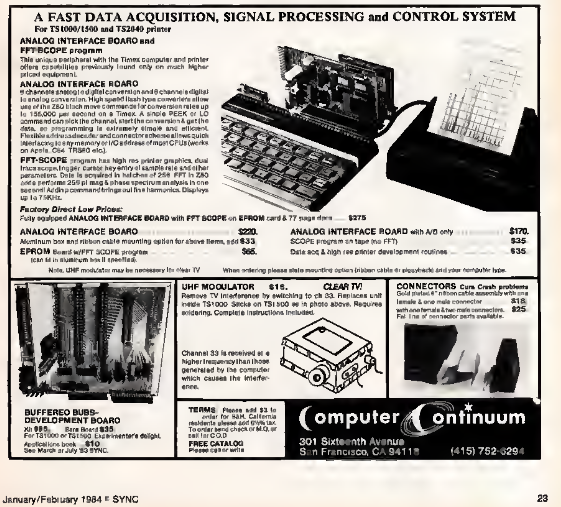 A FAST DATA ACQUISITION, SIGNAL PROCESSING and CONTROL SYSTEM
For TS1000/1500 and TS2040 printer
ANALOG INTERFACE BOARD and
FFT-SCOPE program
This unique peripheral with the Timex computer and printer
offers capabilities previously found only on much higher
priced equipment.
ANALOG INTERFACE BOARD
8 channels analog to digital conversion and 8 channels digital
to analog conversion. High speed flash type converters allow
use of the Z80 block move commands for conversion rates up
to 155,000 per second on a Timex. A single PEEK or LD
command can pick the channel, start the conversion & get the
data, so programming is extremely simple and efficient.
Flexible address decoder and connector scheme allows quick
interfacing to any memory or I/O address of most CPUs (works
on Apple, C64, TRS80 etc).
FFT-SCOPE program has high res printer graphics, dual
trace scope, trigger, cursor key entry of sample rate and other
parameters. Data is acquired in batches of 256. FFT in Z80
code performs 256 pt mag & phase spectrum analysis in one
second! Add in power and brings out fine harmonics. Displays
up to 75KHz.
Factory Direct Low Prices:
Fully equipped ANALOG INTERFACE BOARD with FFT SCOPE on EPROM card & 77 page docs ..... $375
ANALOG INTERFACE BOARD $220.
Aluminum box and ribbon cable mounting option for above items, add $33
EPROM Board w/FFT SCOPE program $65.
(can fit in aluminum box if specified).
ANALOG INTERFACE BOARD with A/D only $170.
SCOPE program on tape (no FFT) $35
Data acq & high res printer development routines $35
Note, UHF modulator may be necessary for clear TV
When ordering please state mounting option (ribbon cable or piggyback) and your computer type.
BUFFERED BUSS-
DEVELOPMENT BOARD
Kit $85. Bare Board $35
For TS1000 or TS1500. Experimenter's delight.
Applications book $10
See March or July '83 SYNC.
UHF MODULATOR $15. CLEAR TV!
Remove TV interference by switching to ch 33. Replaces unit
inside TS1000 Sticks on TS1500 as in photo above. Requires
soldering. Complete instructions included.
Channel 33 is received at a
higher frequency than those
generated by the computer
which causes the interfer-
ence.
CONNECTORS Cure Crash problems
Gold plated 6" ribbon cable assembly with one
female & one male connector $18.
with one female & two male connectors. $25.
Full line of connector parts available.
TERMS Please add $3 to
order for S&H. California
residents please add 6½% tax.
To order send check or M.O. or
call for C.O.D
FREE CATALOG
Please call or write
Computer Continuum
301 Sixteenth Avenue
San Francisco, CA 94118 (415) 752-6294
January/February 1984 SYNC 23